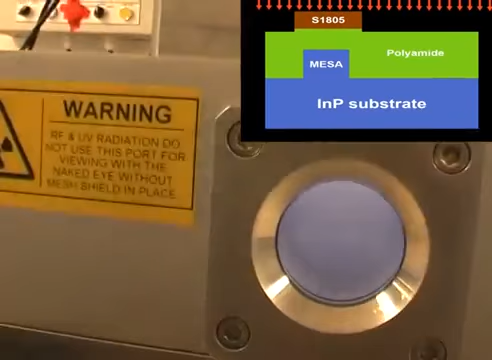 S1805
Polyamide
MESA
InP substrate
WARNING
RF & UV RADIATION DO
NOT USE THIS PORT FOR
VIEWING WITH THE
NAKED EYE WITHOUT
MESH SHIELD IN PLACE.